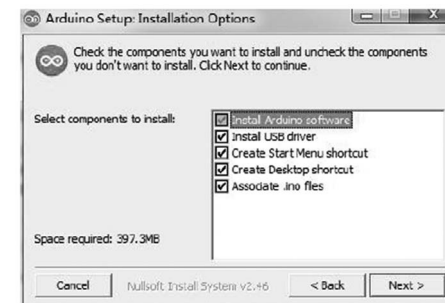 Arduino Setup: Installation Options
Check the components you want to install and uncheck the components
you don't want to install. Click Next to continue.
Select components to install:
Install Arduino software
Install USB driver
Create Start Menu shortcut
Create Desktop shortcut
Associate .ino files
Space required: 397.3MB
Cancel
Nullsoft Install System v2.46
< Back
Next >